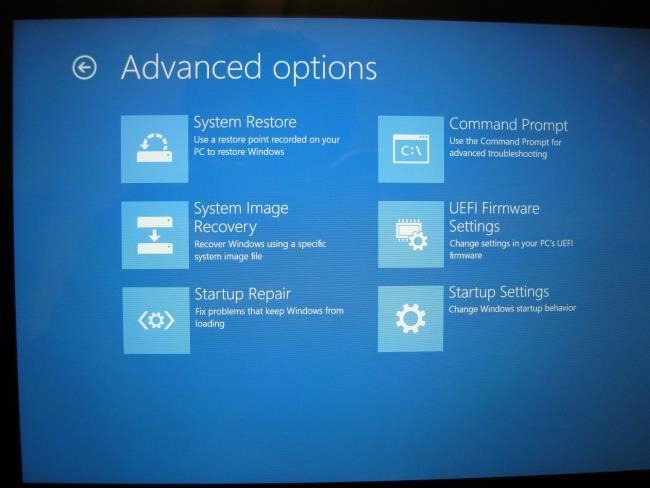 Advanced options
System Restore
Use a restore point recorded on your
PC to restore Windows
System Image
Recovery
Recover Windows using a specific
system image file
Startup Repair
Fix problems that keep Windows from
loading
Command Prompt
Use the Command Prompt for
advanced troubleshooting
C:\
UEFI Firmware
Settings
Change settings in your PC's UEFI
firmware
Startup Settings
Change Windows startup behavior